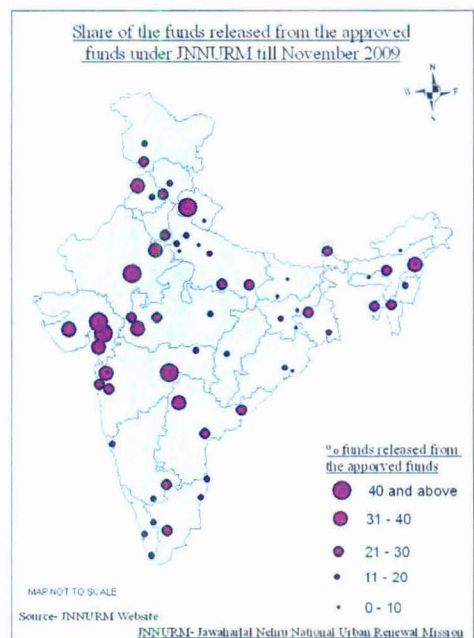 Share of the funds released from the approved
funds under JNNURM till November 2009
N
W E
S
% funds released from
the apporved funds
40 and above
31 - 40
21 - 30
11 - 20
0 - 10
MAP NOT TO SCALE
Source- JNNURM Website
JNNURM- Jawaharlal Nehru National Urban Renewal Mission